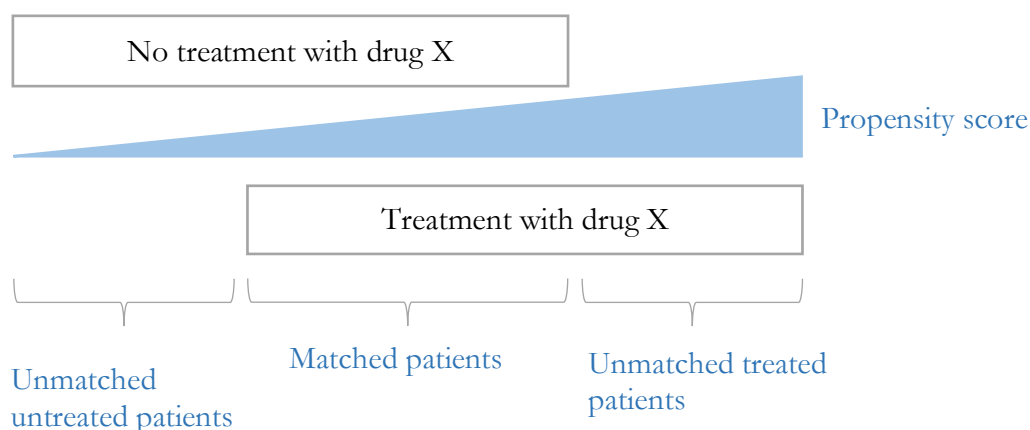 No treatment with drug X
Propensity score
Treatment with drug X
Unmatched
untreated patients
Matched patients
Unmatched treated
patients